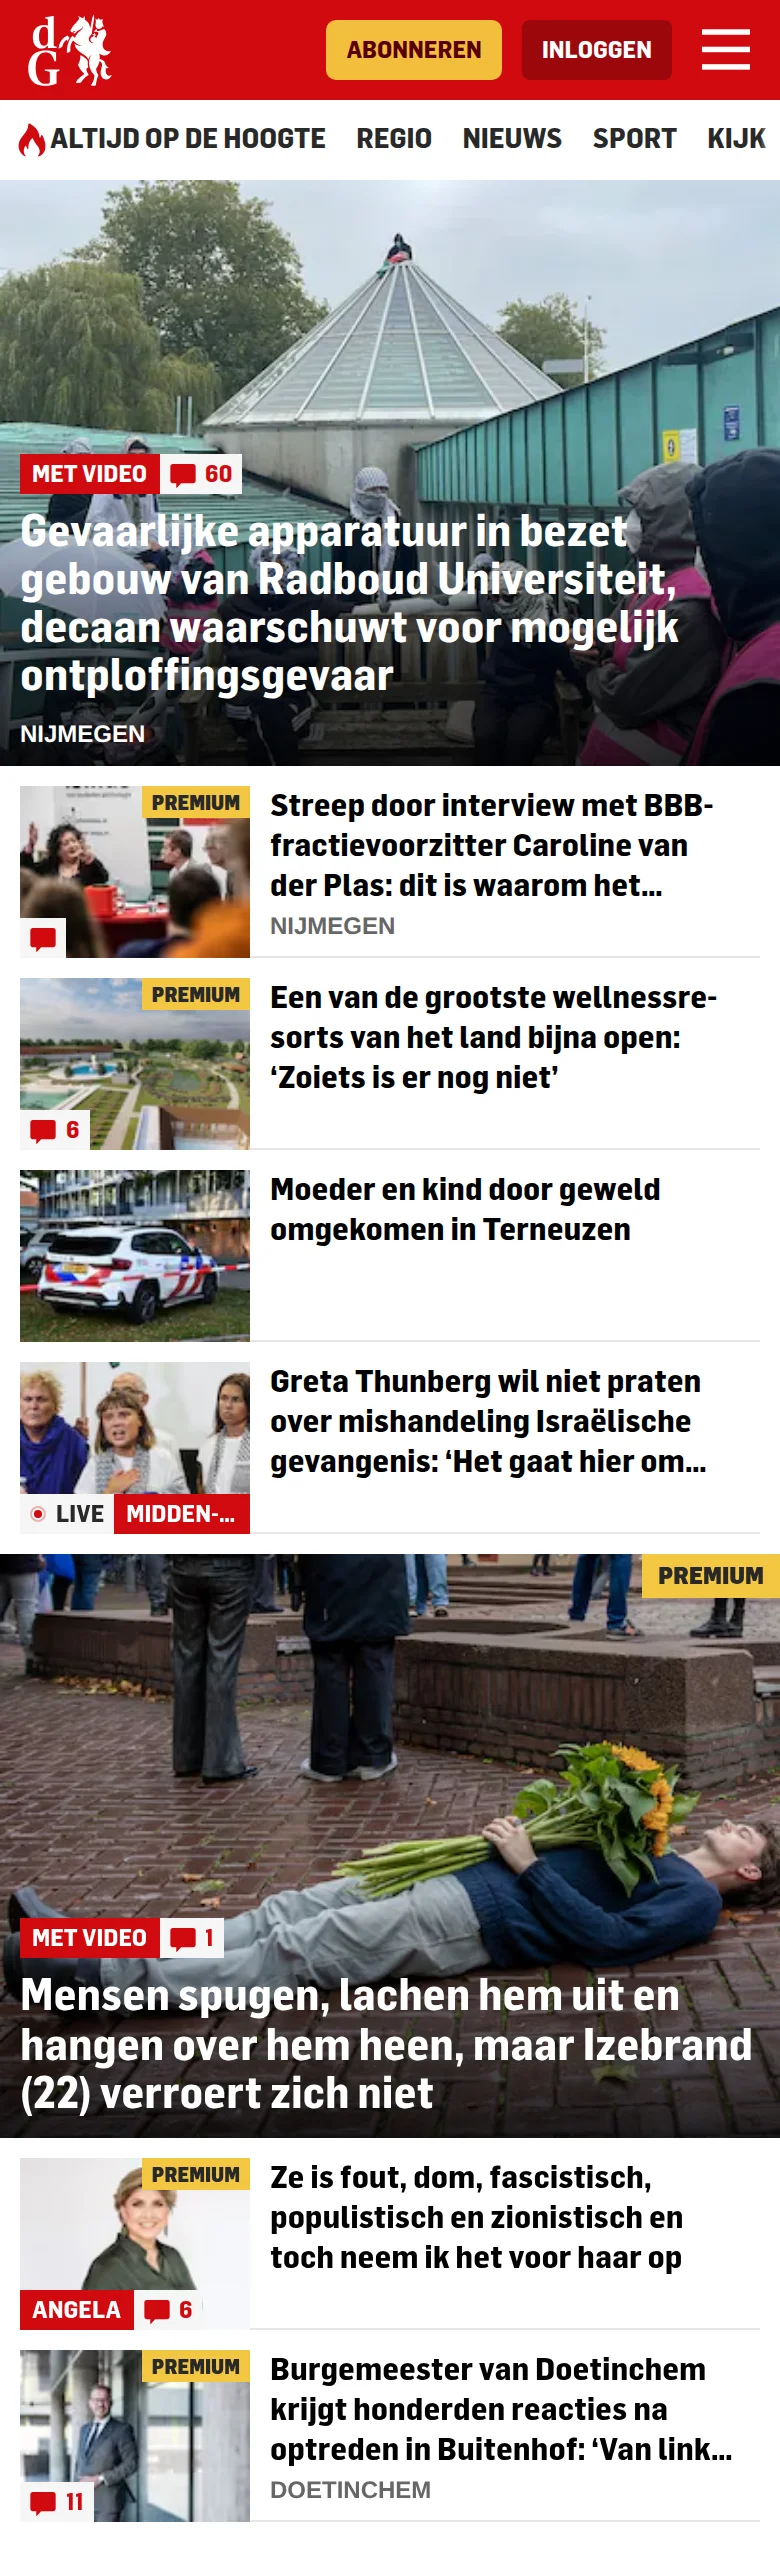 dG
ABONNEREN
INLOGGEN
ALTIJD OP DE HOOGTE
REGIO
NIEUWS
SPORT
KIJK
MET VIDEO
60
Gevaarlijke apparatuur in bezet
gebouw van Radboud Universiteit,
decaan waarschuwt voor mogelijk
ontploffingsgevaar
NIJMEGEN
PREMIUM
Streep door interview met BBB-
fractievoorzitter Caroline van
der Plas: dit is waarom het...
NIJMEGEN
PREMIUM
6
Een van de grootste wellnessre-
sorts van het land bijna open:
‘Zoiets is er nog niet’
Moeder en kind door geweld
omgekomen in Terneuzen
LIVE
MIDDEN-...
Greta Thunberg wil niet praten
over mishandeling Israëlische
gevangenis: ‘Het gaat hier om...
PREMIUM
MET VIDEO
1
Mensen spugen, lachen hem uit en
hangen over hem heen, maar Izebrand
(22) verroert zich niet
PREMIUM
ANGELA
6
Ze is fout, dom, fascistisch,
populistisch en zionistisch en
toch neem ik het voor haar op
PREMIUM
11
Burgemeester van Doetinchem
krijgt honderden reacties na
optreden in Buitenhof: ‘Van link...
DOETINCHEM